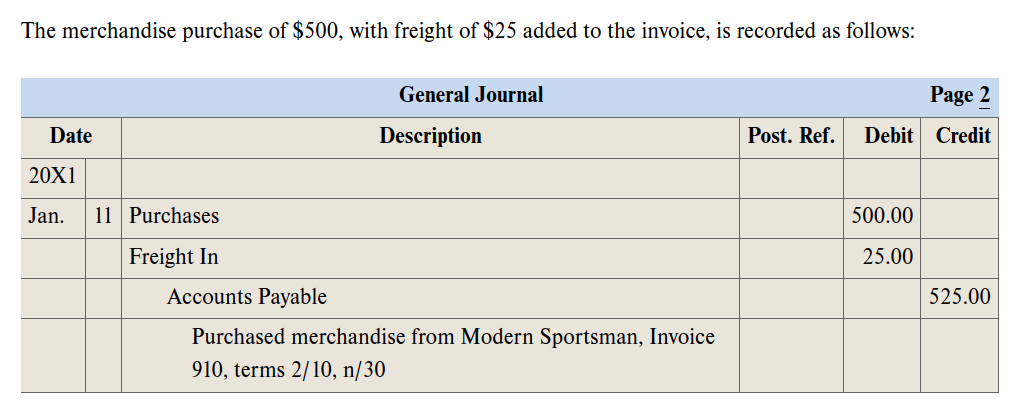 The merchandise purchase of $500, with freight of $25 added to the invoice, is recorded as follows:
General Journal Page 2
Date Description Post. Ref. Debit Credit
20X1
Jan. 11 Purchases 500.00
Freight In 25.00
Accounts Payable 525.00
Purchased merchandise from Modern Sportsman, Invoice
910, terms 2/10, n/30